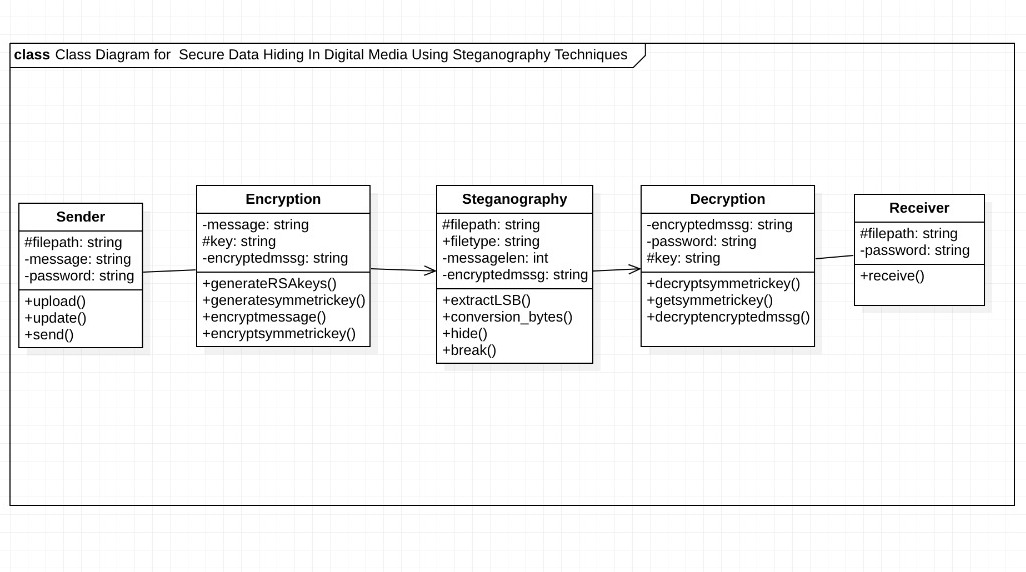 class Class Diagram for  Secure Data Hiding In Digital Media Using Steganography Techniques
Sender
#filepath: string
-message: string
-password: string
+upload()
+update()
+send()
Encryption
-message: string
#key: string
-encryptedmssg: string
+generateRSAkeys()
+generatesymmetrickey()
+encryptmessage()
+encryptsymmetrickey()
Steganography
#filepath: string
+filetype: string
-messagelen: int
-encryptedmssg: string
+extractLSB()
+conversion_bytes()
+hide()
+break()
Decryption
-encryptedmssg: string
-password: string
#key: string
+decryptsymmetrickey()
+getsymmetrickey()
+decryptencryptedmssg()
Receiver
#filepath: string
-password: string
+receive()